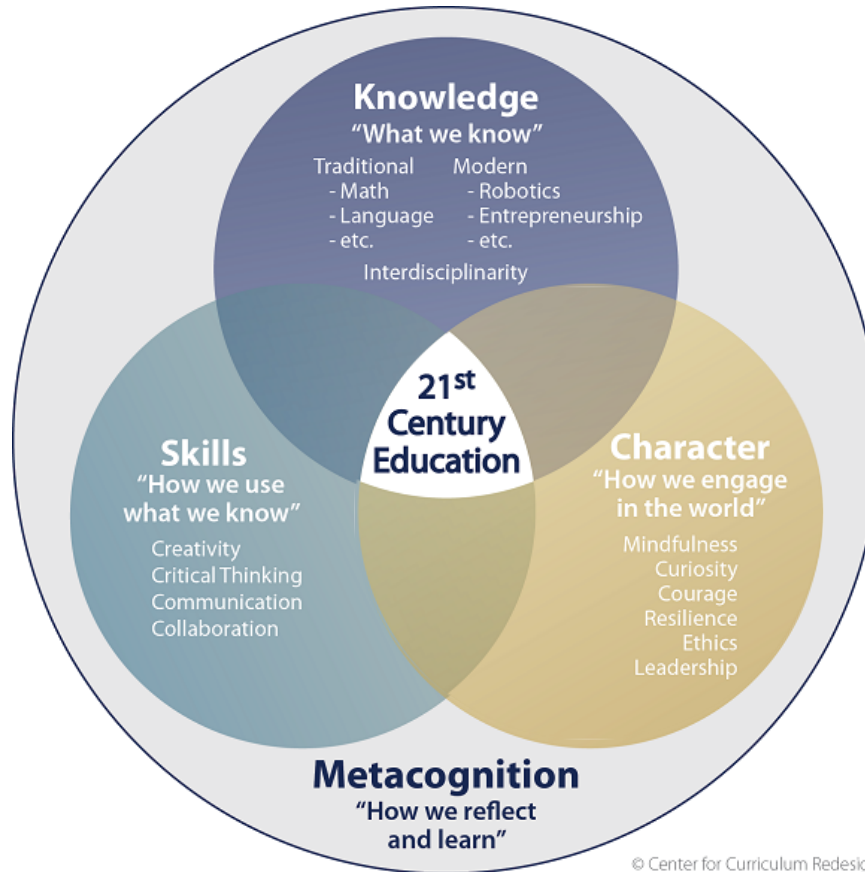 Knowledge
“What we know”
Traditional
- Math
- Language
- etc.
Modern
- Robotics
- Entrepreneurship
- etc.
Interdisciplinarity
21st
Century
Education
Skills
“How we use
what we know”
Creativity
Critical Thinking
Communication
Collaboration
Character
“How we engage
in the world”
Mindfulness
Curiosity
Courage
Resilience
Ethics
Leadership
Metacognition
“How we reflect
and learn”
© Center for Curriculum